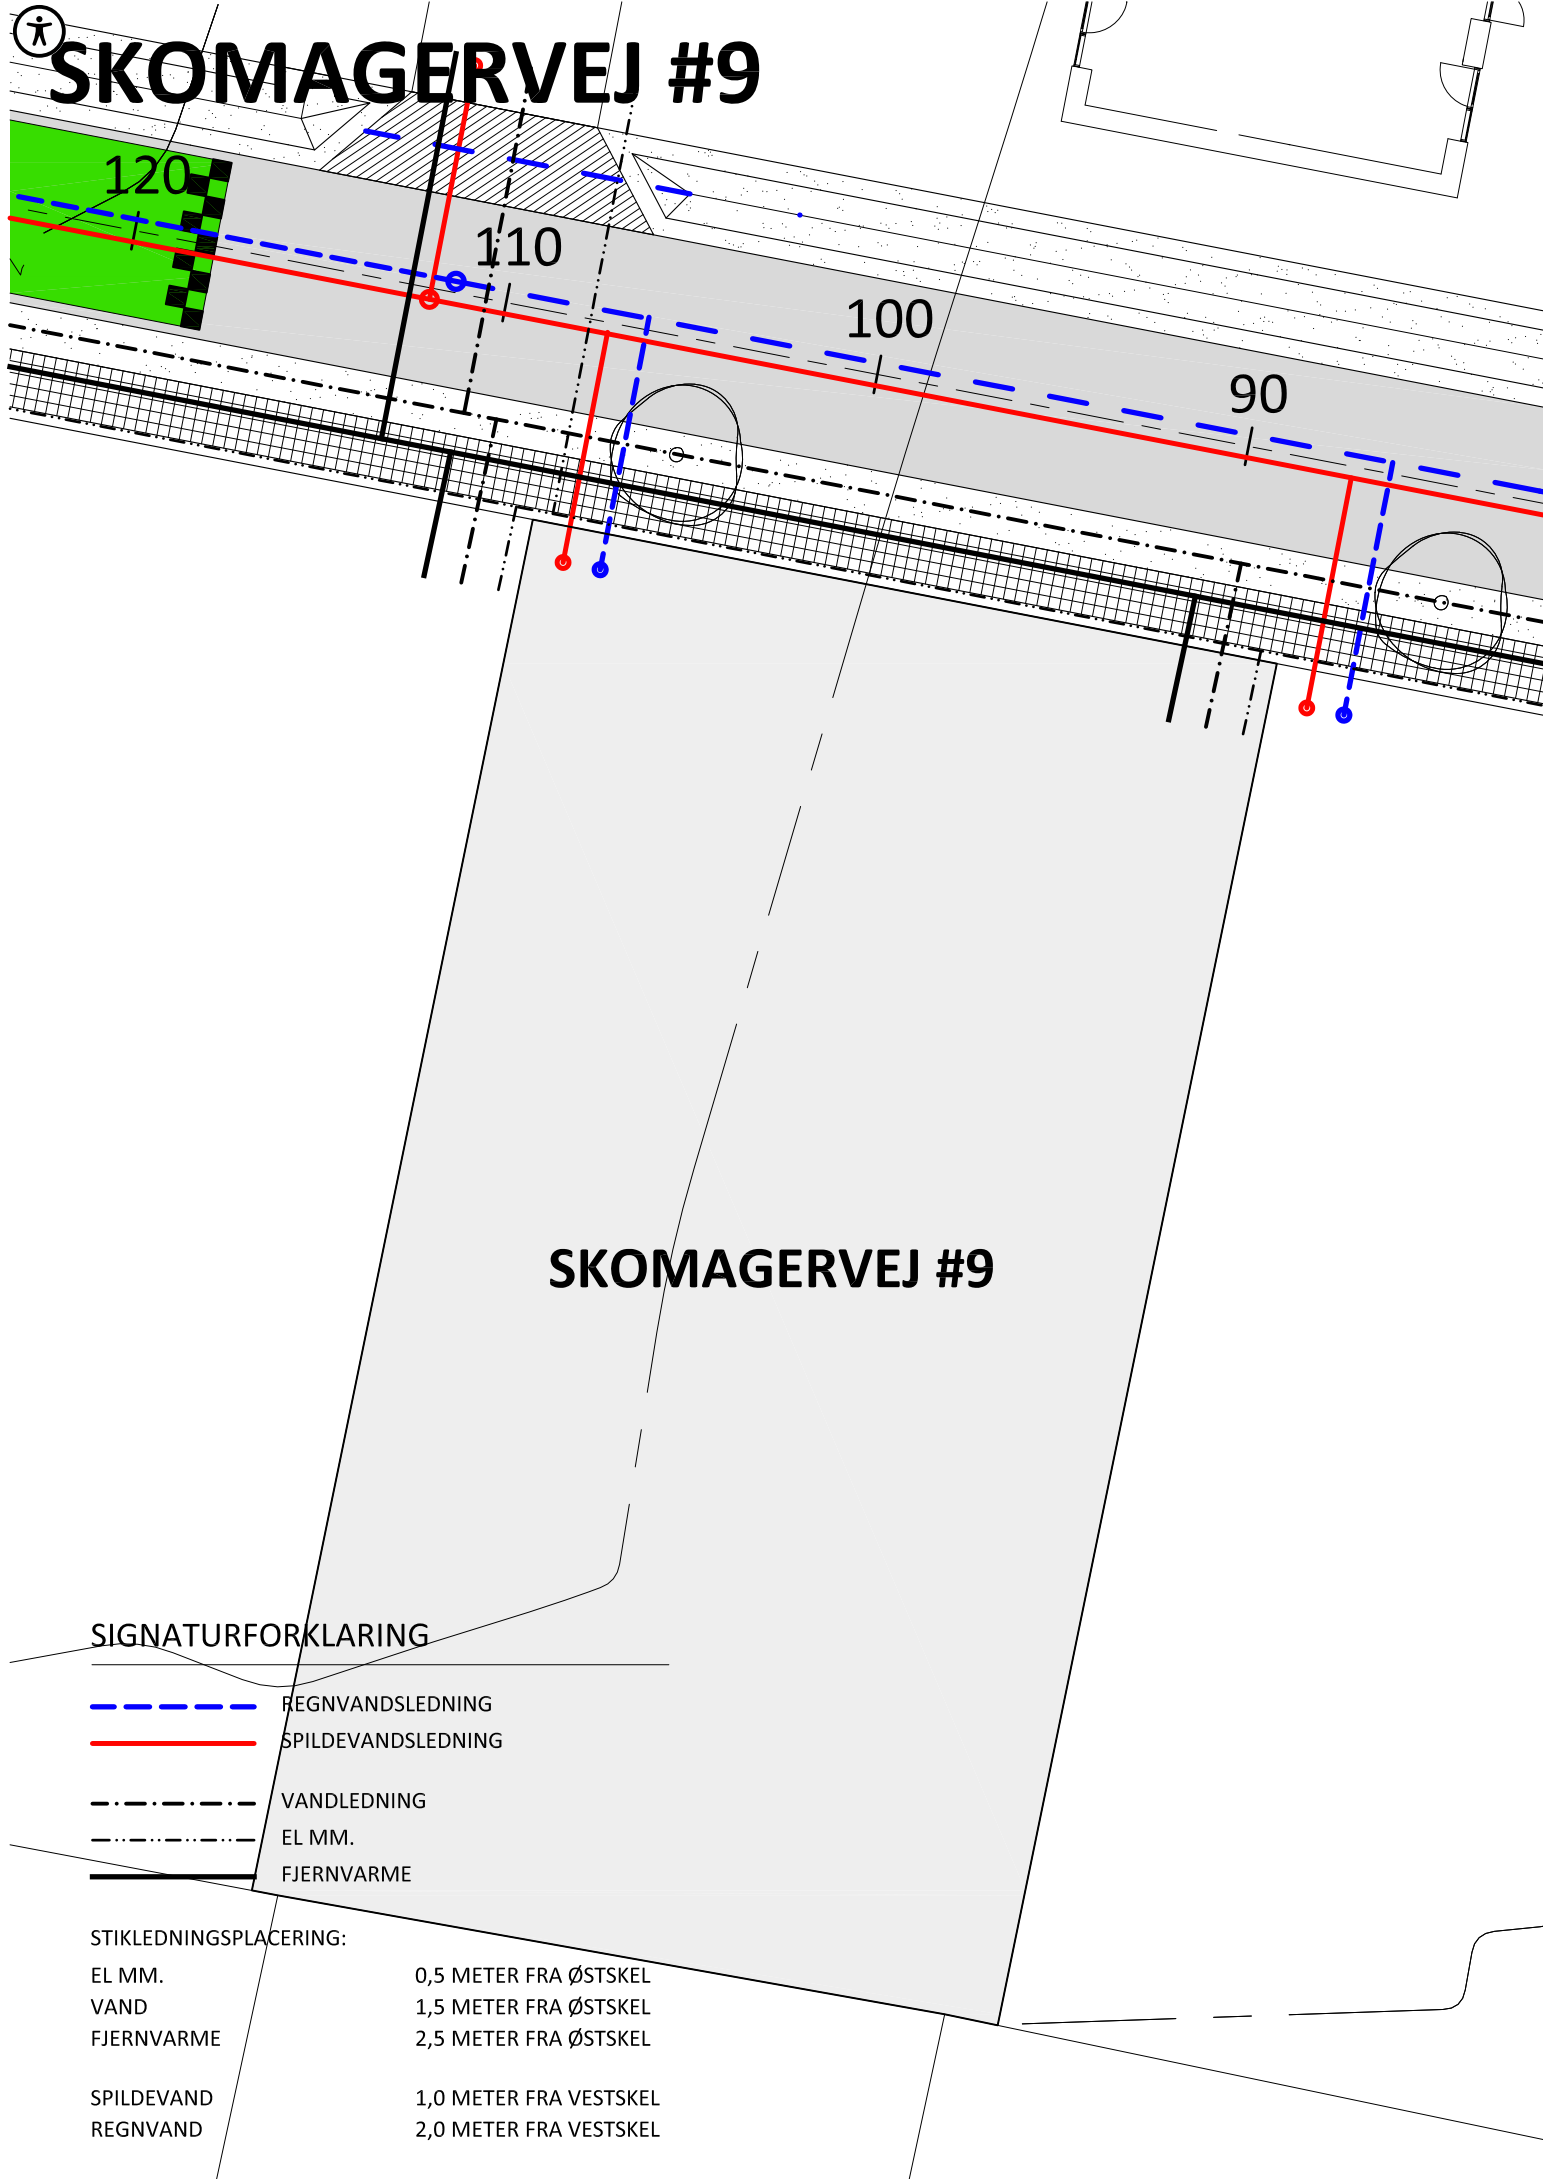 SKOMAGERVEJ #9
120
110
100
90
SKOMAGERVEJ #9
SIGNATURFORKLARING
REGNVANDSLEDNING
SPILDEVANDSLEDNING
VANDLEDNING
EL MM.
FJERNVARME
STIKLEDNINGSPLACERING:
EL MM. 0,5 METER FRA ØSTSKEL
VAND 1,5 METER FRA ØSTSKEL
FJERNVARME 2,5 METER FRA ØSTSKEL
SPILDEVAND 1,0 METER FRA VESTSKEL
REGNVAND 2,0 METER FRA VESTSKEL